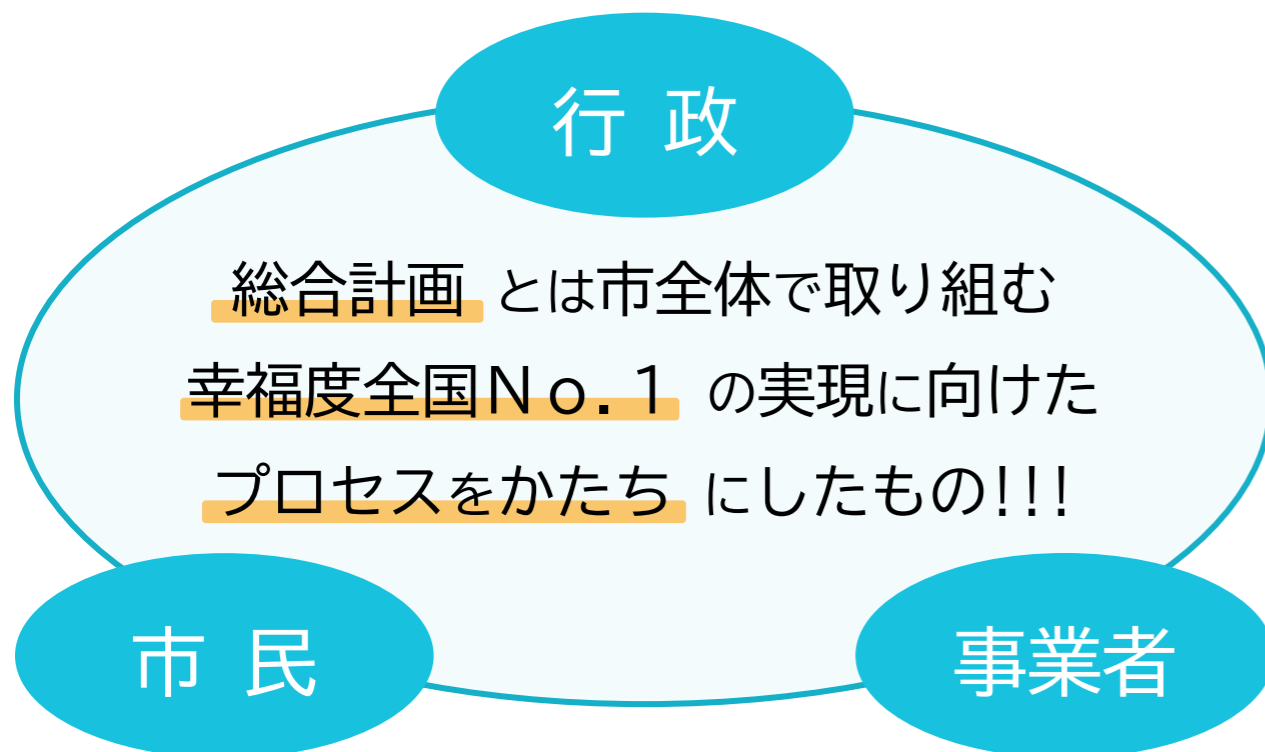 行 政
総合計画 とは市全体で取り組む
幸福度全国Ｎｏ.１ の実現に向けた
プロセスをかたち にしたもの!!!
市 民
事業者